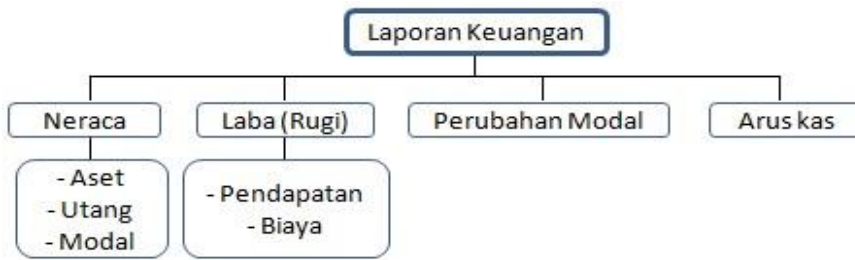 Laporan Keuangan
Neraca
Laba (Rugi)
Perubahan Modal
Arus kas
- Aset
- Utang
- Modal
- Pendapatan
- Biaya